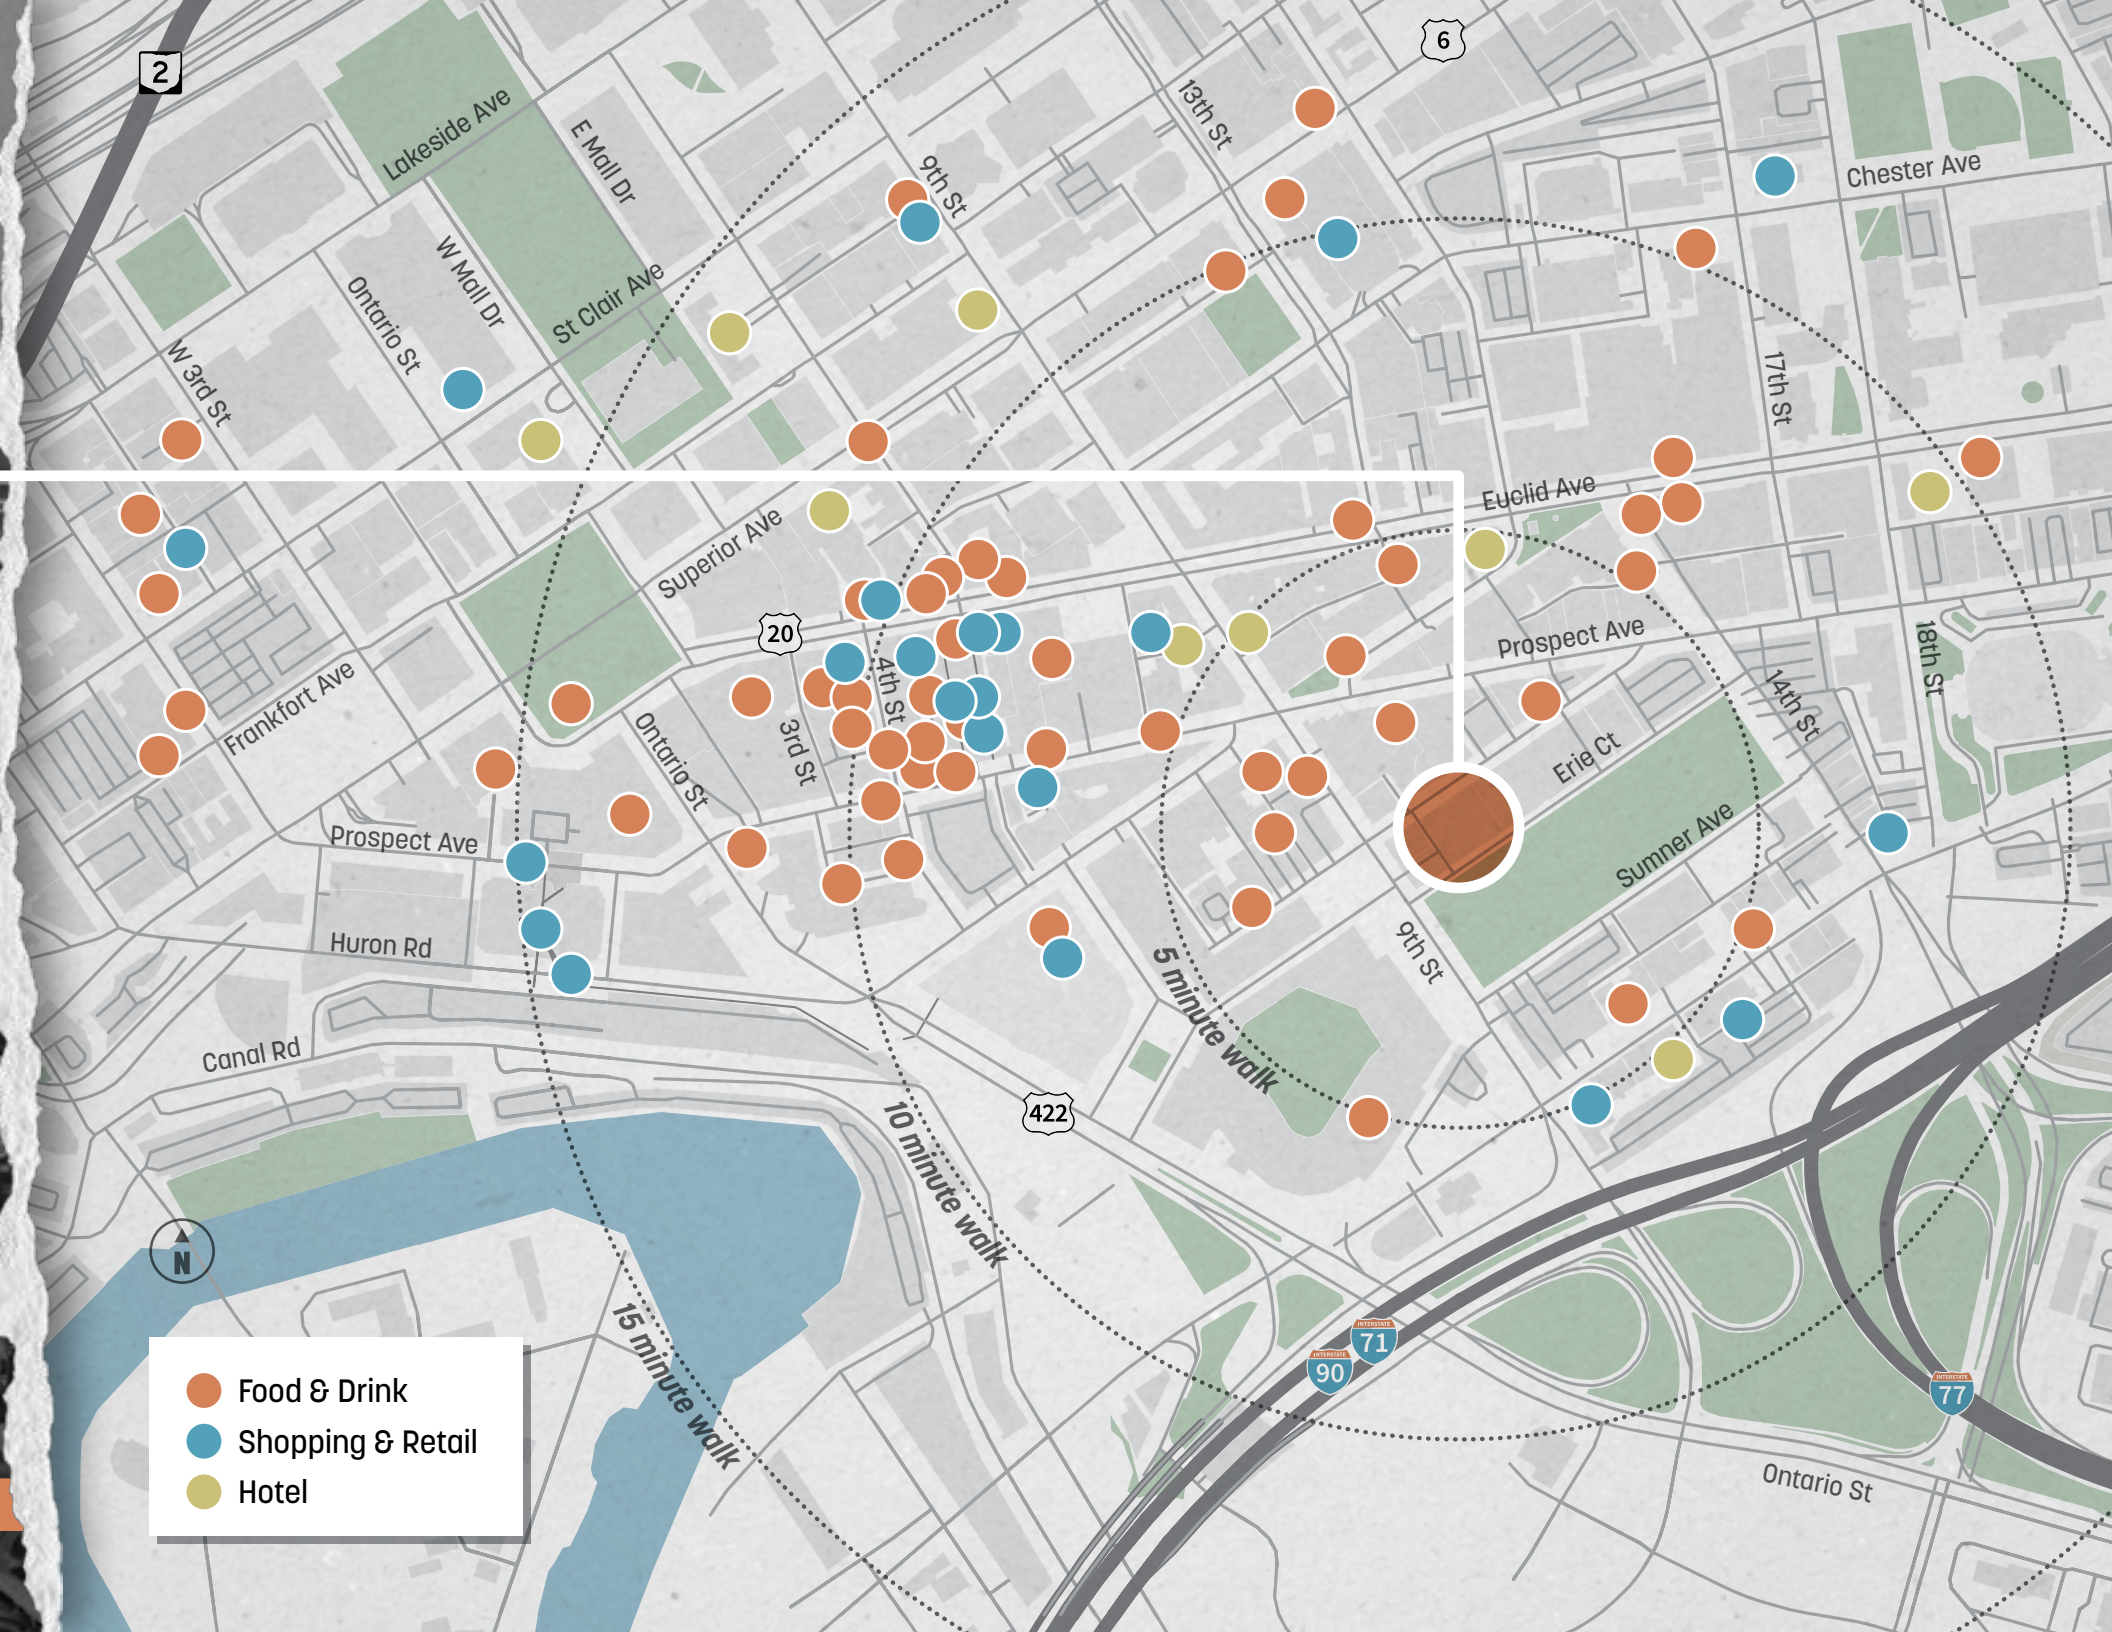 2
6
Lakeside Ave
E Mall Dr
13th St
9th St
Chester Ave
W Mall Dr
St Clair Ave
Ontario St
W 3rd St
17th St
Euclid Ave
Superior Ave
20
Prospect Ave
18th St
4th St
14th St
Frankfort Ave
Ontario St
3rd St
Erie Ct
Sumner Ave
Prospect Ave
Huron Rd
9th St
5 minute walk
Canal Rd
422
10 minute walk
N
15 minute walk
INTERSTATE
71
INTERSTATE
90
INTERSTATE
77
Food & Drink
Shopping & Retail
Hotel
Ontario St